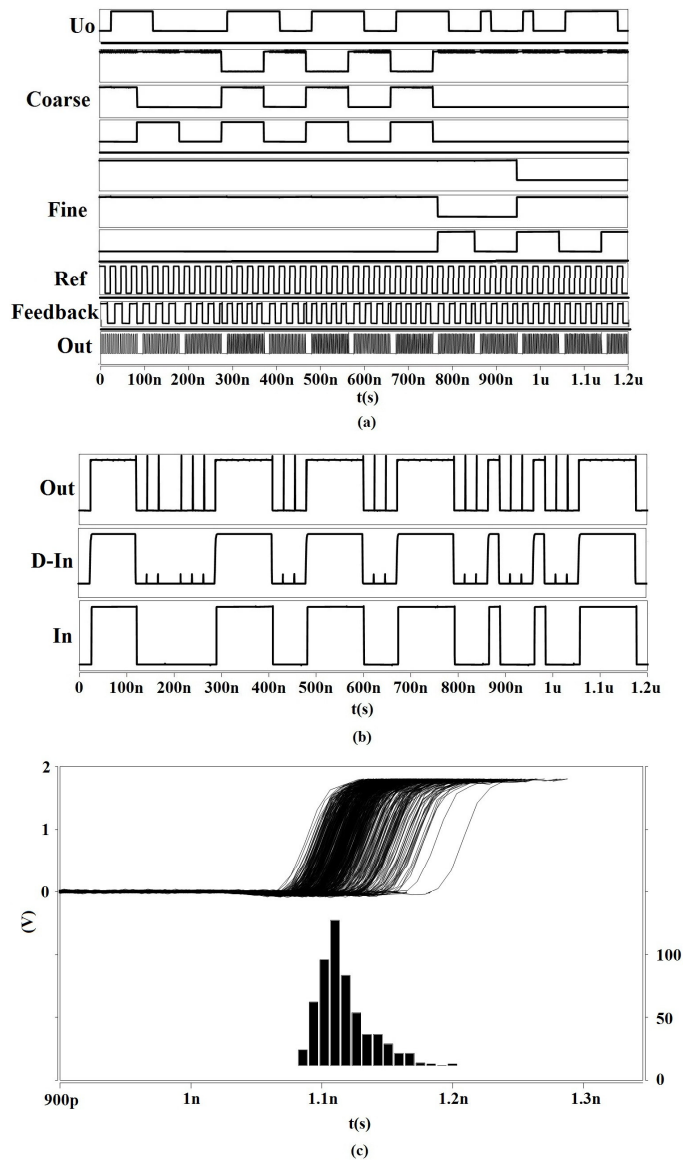 Uo
Coarse
Fine
Ref
Feedback
Out
0 100n 200n 300n 400n 500n 600n 700n 800n 900n 1u 1.1u 1.2u
t(s)
(a)
Out
D-In
In
0 100n 200n 300n 400n 500n 600n 700n 800n 900n 1u 1.1u 1.2u
t(s)
(b)
2
1
0
(V)
100
50
0
900p 1n 1.1n 1.2n 1.3n
t(s)
(c)